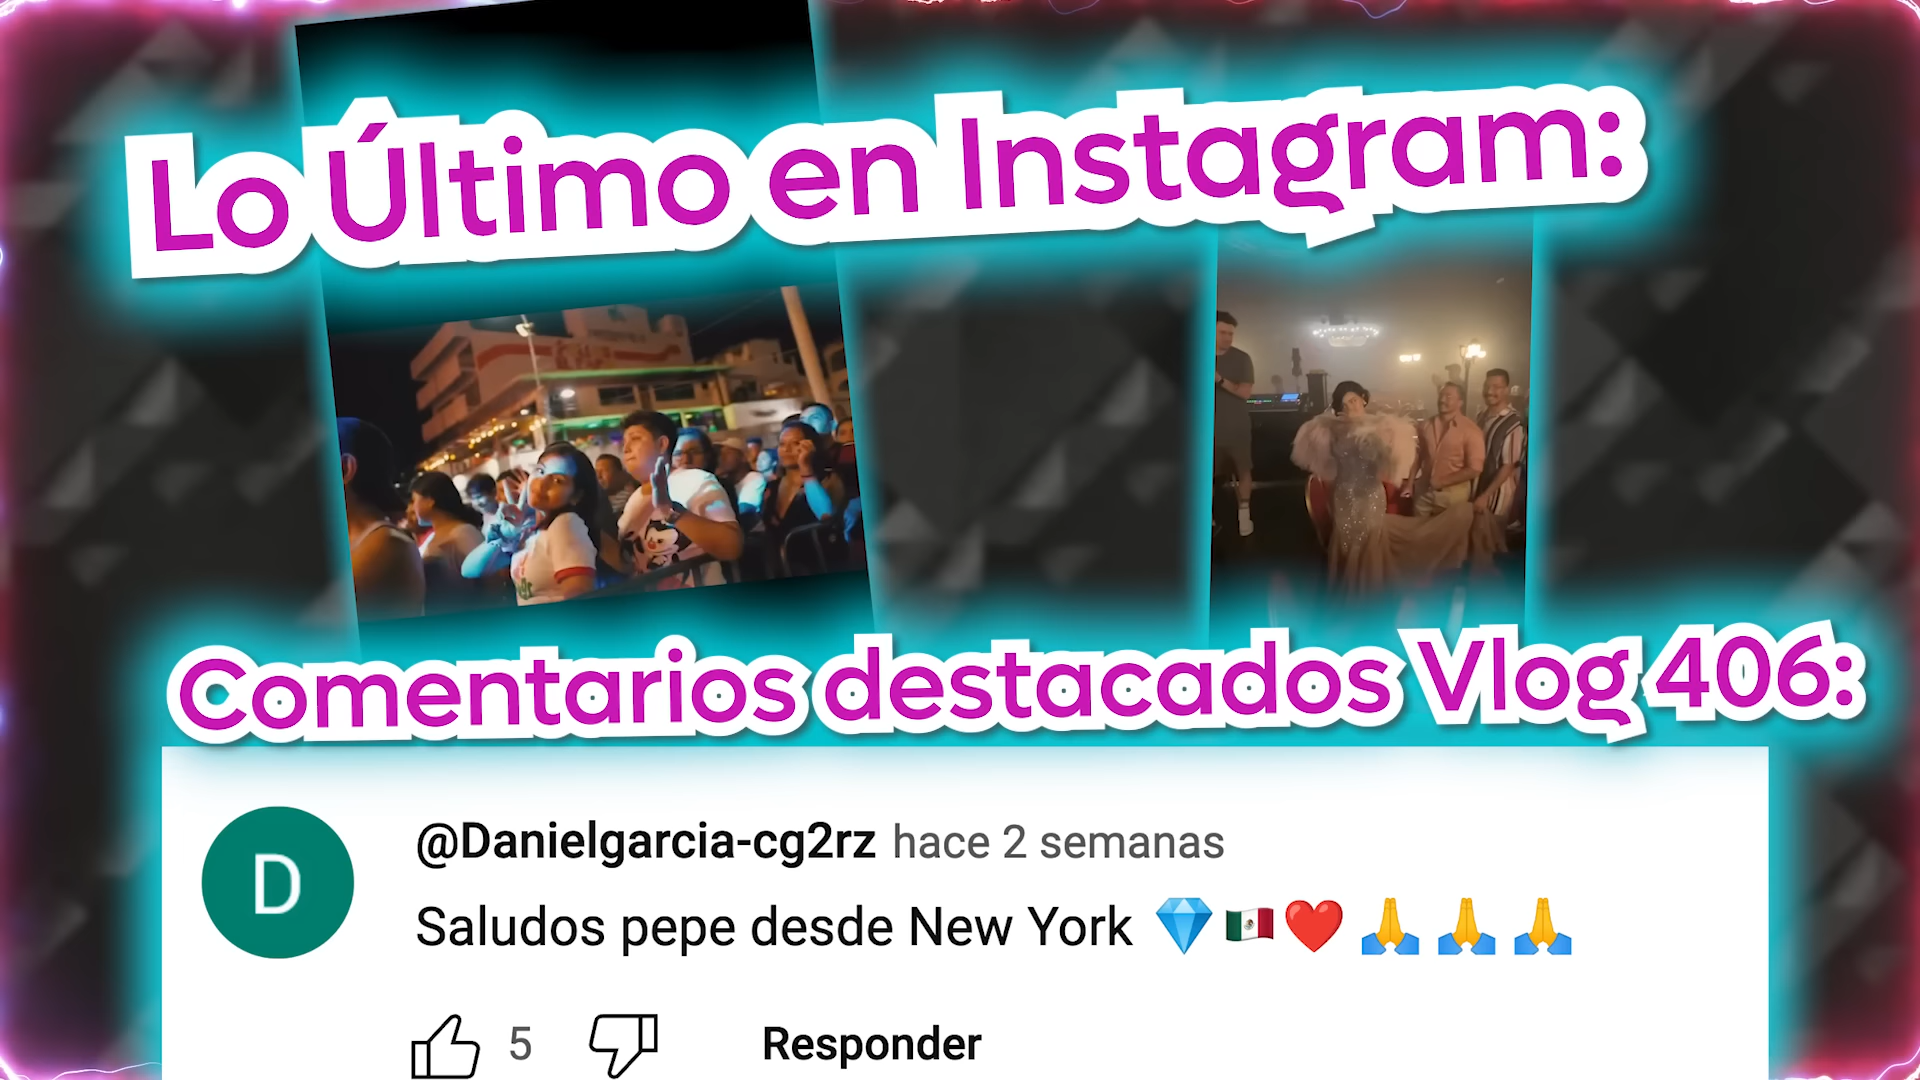 Lo Último en Instagram:
Comentarios destacados Vlog 406:
D
@Danielgarcia-cg2rz hace 2 semanas
Saludos pepe desde New York 💎🇲🇽❤️🙏🙏🙏
5 Responder